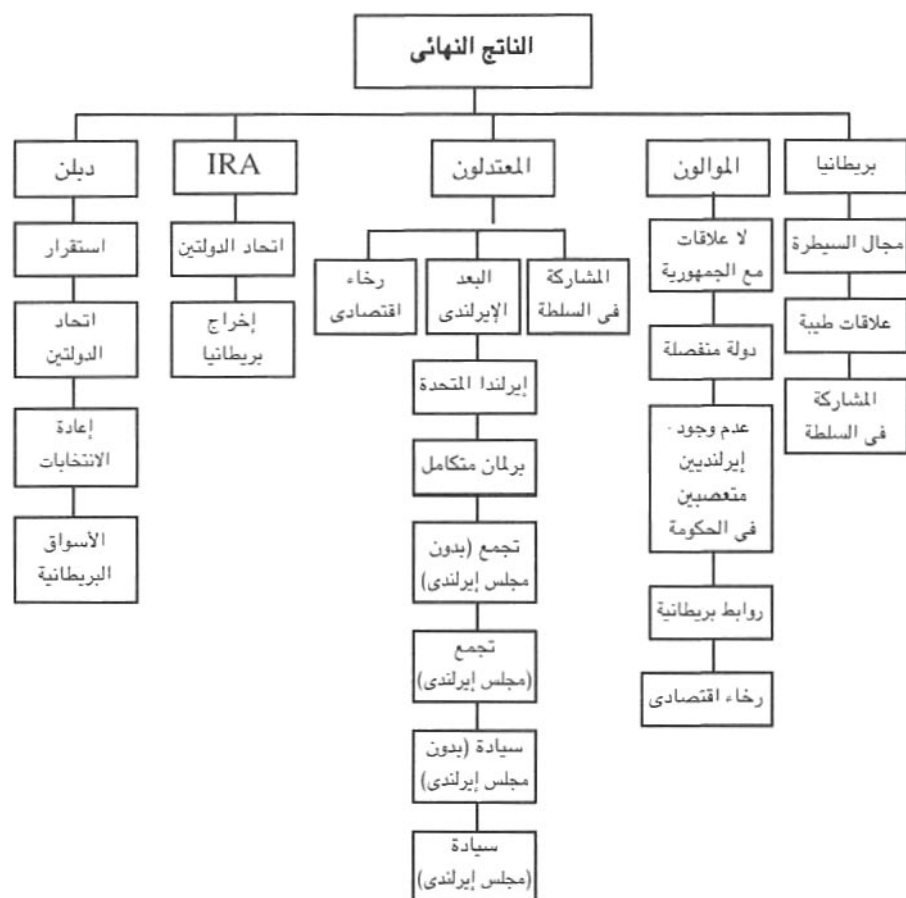 الناتج النهائى
بريطانيا
مجال السيطرة
علاقات طيبة
المشاركة
فى السلطة
الموالون
لا علاقات
مع الجمهورية
دولة منفصلة
عدم وجود -
إيرلنديين
متعصبين
فى الحكومة
روابط بريطانية
رخاء اقتصادى
المعتدلون
المشاركة
فى السلطة
البعد
الإيرلندى
إيرلندا المتحدة
برلمان متكامل
تجمع (بدون
مجلس إيرلندى)
تجمع
(مجلس إيرلندى)
سيادة (بدون
مجلس إيرلندى)
سيادة
(مجلس إيرلندى)
رخاء
اقتصادى
IRA
اتحاد الدولتين
إخراج
بريطانيا
دبلن
استقرار
اتحاد
الدولتين
إعادة
الانتخابات
الأسواق
البريطانية